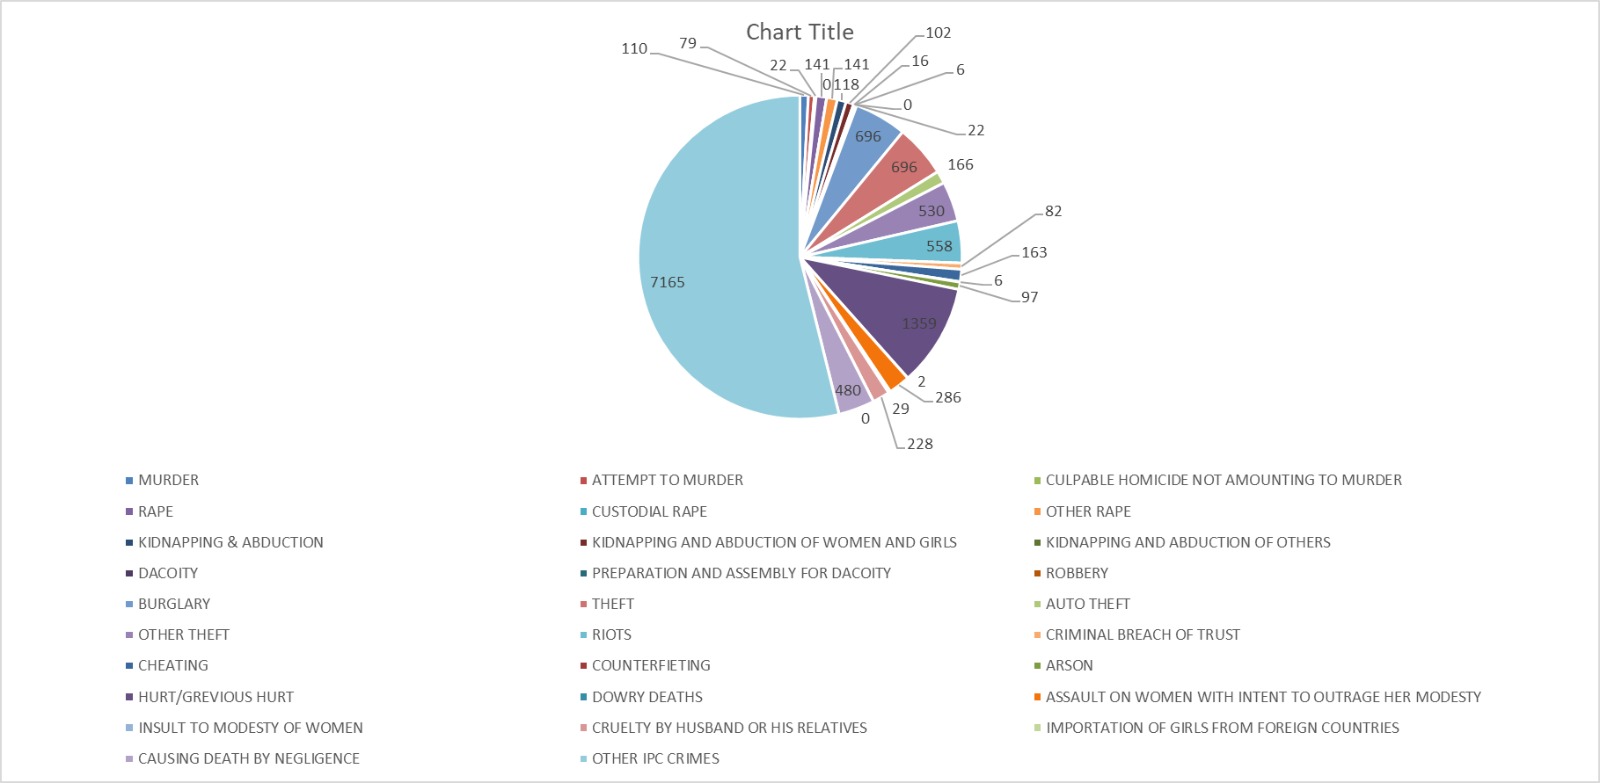 Chart Title
110
79
22
141
0
141
118
102
16
6
0
22
696
696
166
530
558
82
163
6
97
1359
2
286
29
228
0
480
7165
MURDER
ATTEMPT TO MURDER
CULPABLE HOMICIDE NOT AMOUNTING TO MURDER
RAPE
CUSTODIAL RAPE
OTHER RAPE
KIDNAPPING & ABDUCTION
KIDNAPPING AND ABDUCTION OF WOMEN AND GIRLS
KIDNAPPING AND ABDUCTION OF OTHERS
DACOITY
PREPARATION AND ASSEMBLY FOR DACOITY
ROBBERY
BURGLARY
THEFT
AUTO THEFT
OTHER THEFT
RIOTS
CRIMINAL BREACH OF TRUST
CHEATING
COUNTERFIETING
ARSON
HURT/GREVIOUS HURT
DOWRY DEATHS
ASSAULT ON WOMEN WITH INTENT TO OUTRAGE HER MODESTY
INSULT TO MODESTY OF WOMEN
CRUELTY BY HUSBAND OR HIS RELATIVES
IMPORTATION OF GIRLS FROM FOREIGN COUNTRIES
CAUSING DEATH BY NEGLIGENCE
OTHER IPC CRIMES